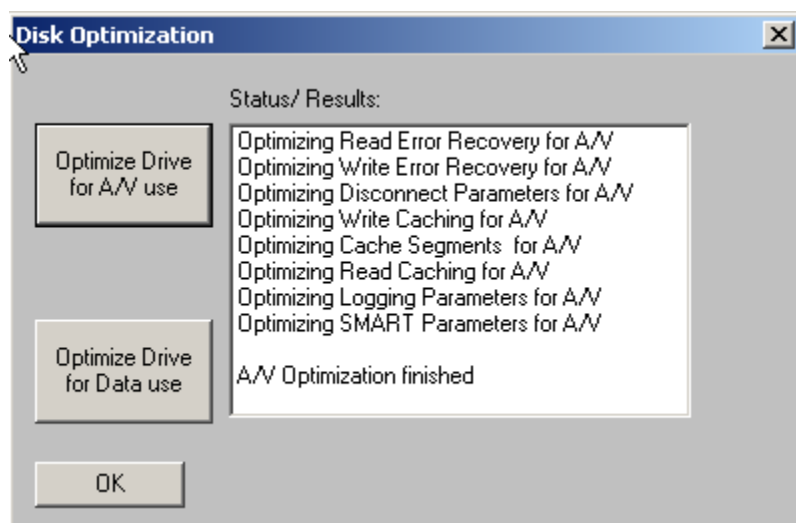 Disk Optimization
Status/ Results:
Optimize Drive
for A/V use
Optimizing Read Error Recovery for A/V
Optimizing Write Error Recovery for A/V
Optimizing Disconnect Parameters for A/V
Optimizing Write Caching for A/V
Optimizing Cache Segments  for A/V
Optimizing Read Caching for A/V
Optimizing Logging Parameters for A/V
Optimizing SMART Parameters for A/V
A/V Optimization finished
Optimize Drive
for Data use
OK